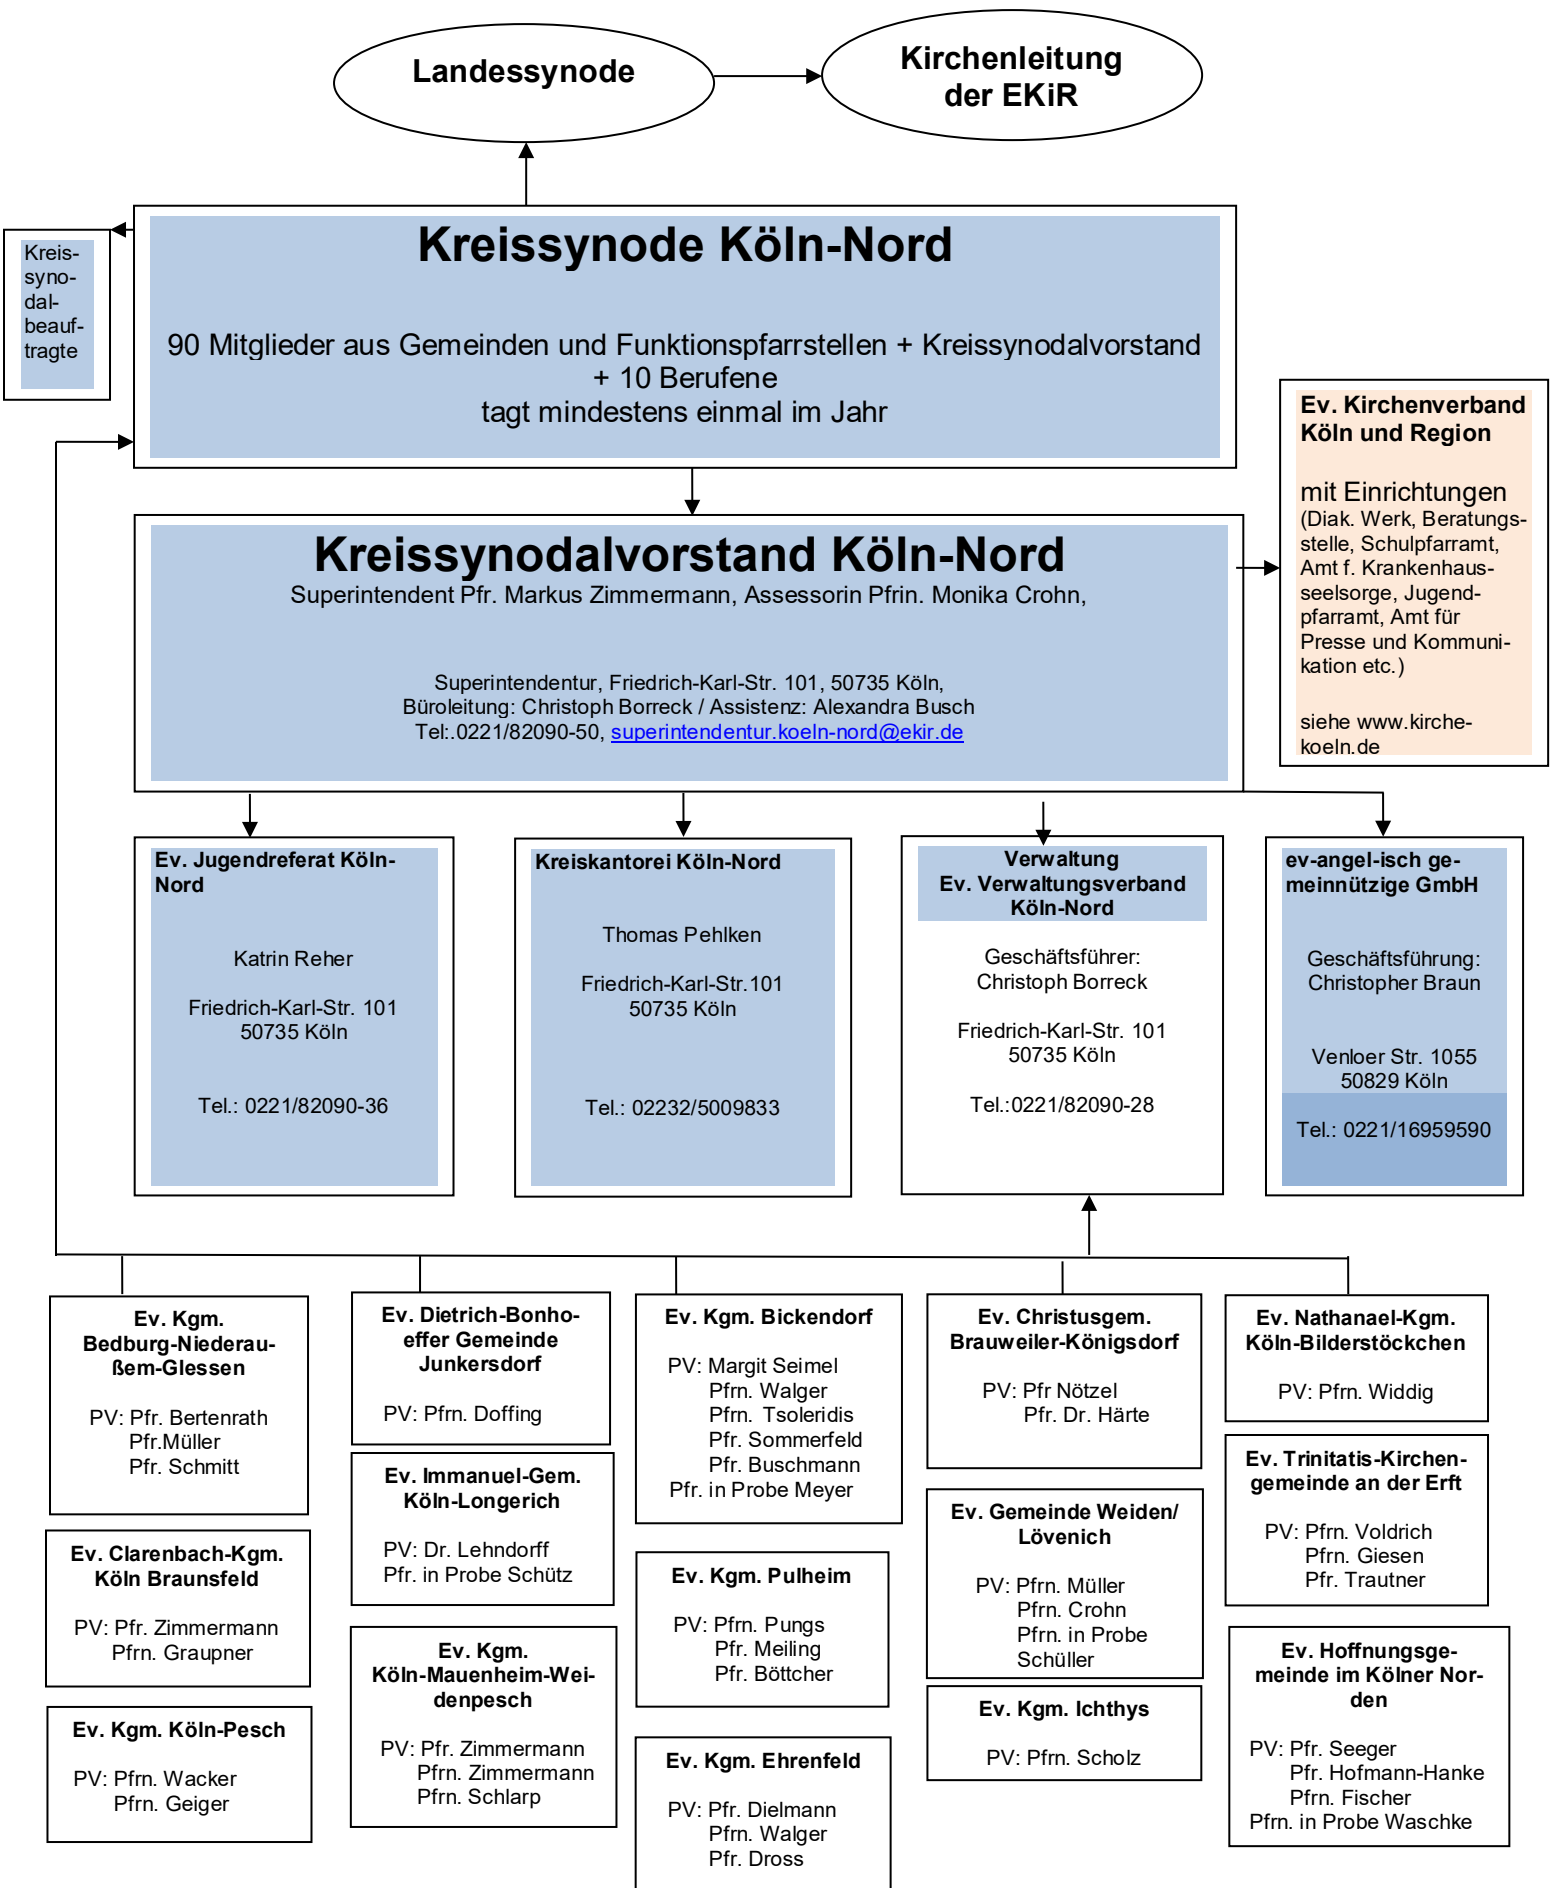 Landessynode
Kirchenleitung
der EKiR
Kreissynode Köln-Nord
90 Mitglieder aus Gemeinden und Funktionspfarrstellen + Kreissynodalvorstand
+ 10 Berufene
tagt mindestens einmal im Jahr
Kreis-
syno-
dal-
beauf-
tragte
Ev. Kirchenverband
Köln und Region
mit Einrichtungen
(Diak. Werk, Beratungs-
stelle, Schulpfarramt,
Amt f. Krankenhaus-
seelsorge, Jugend-
pfarramt, Amt für
Presse und Kommuni-
kation etc.)
siehe www.kirche-
koeln.de
Kreissynodalvorstand Köln-Nord
Superintendent Pfr. Markus Zimmermann, Assessorin Pfrin. Monika Crohn,
Superintendentur, Friedrich-Karl-Str. 101, 50735 Köln,
Büroleitung: Christoph Borreck / Assistenz: Alexandra Busch
Tel:.0221/82090-50, superintendentur.koeln-nord@ekir.de
Ev. Jugendreferat Köln-
Nord
Katrin Reher
Friedrich-Karl-Str. 101
50735 Köln
Tel.: 0221/82090-36
Kreiskantorei Köln-Nord
Thomas Pehlken
Friedrich-Karl-Str.101
50735 Köln
Tel.: 02232/5009833
Verwaltung
Ev. Verwaltungsverband
Köln-Nord
Geschäftsführer:
Christoph Borreck
Friedrich-Karl-Str. 101
50735 Köln
Tel.:0221/82090-28
ev-angel-isch ge-
meinnützige GmbH
Geschäftsführung:
Christopher Braun
Venloer Str. 1055
50829 Köln
Tel.: 0221/16959590
Ev. Kgm.
Bedburg-Niederau-
ßem-Glessen
PV: Pfr. Bertenrath
Pfr.Müller
Pfr. Schmitt
Ev. Clarenbach-Kgm.
Köln Braunsfeld
PV: Pfr. Zimmermann
Pfrn. Graupner
Ev. Kgm. Köln-Pesch
PV: Pfrn. Wacker
Pfrn. Geiger
Ev. Dietrich-Bonho-
effer Gemeinde
Junkersdorf
PV: Pfrn. Doffing
Ev. Immanuel-Gem.
Köln-Longerich
PV: Dr. Lehndorff
Pfr. in Probe Schütz
Ev. Kgm.
Köln-Mauenheim-Wei-
denpesch
PV: Pfr. Zimmermann
Pfrn. Zimmermann
Pfrn. Schlarp
Ev. Kgm. Bickendorf
PV: Margit Seimel
Pfrn. Walger
Pfrn. Tsoleridis
Pfr. Sommerfeld
Pfr. Buschmann
Pfr. in Probe Meyer
Ev. Kgm. Pulheim
PV: Pfrn. Pungs
Pfr. Meiling
Pfr. Böttcher
Ev. Kgm. Ehrenfeld
PV: Pfr. Dielmann
Pfrn. Walger
Pfr. Dross
Ev. Christusgem.
Brauweiler-Königsdorf
PV: Pfr Nötzel
Pfr. Dr. Härte
Ev. Gemeinde Weiden/
Lövenich
PV: Pfrn. Müller
Pfrn. Crohn
Pfrn. in Probe
Schüller
Ev. Kgm. Ichthys
PV: Pfrn. Scholz
Ev. Nathanael-Kgm.
Köln-Bilderstöckchen
PV: Pfrn. Widdig
Ev. Trinitatis-Kirchen-
gemeinde an der Erft
PV: Pfrn. Voldrich
Pfrn. Giesen
Pfr. Trautner
Ev. Hoffnungsge-
meinde im Kölner Nor-
den
PV: Pfr. Seeger
Pfr. Hofmann-Hanke
Pfrn. Fischer
Pfrn. in Probe Waschke